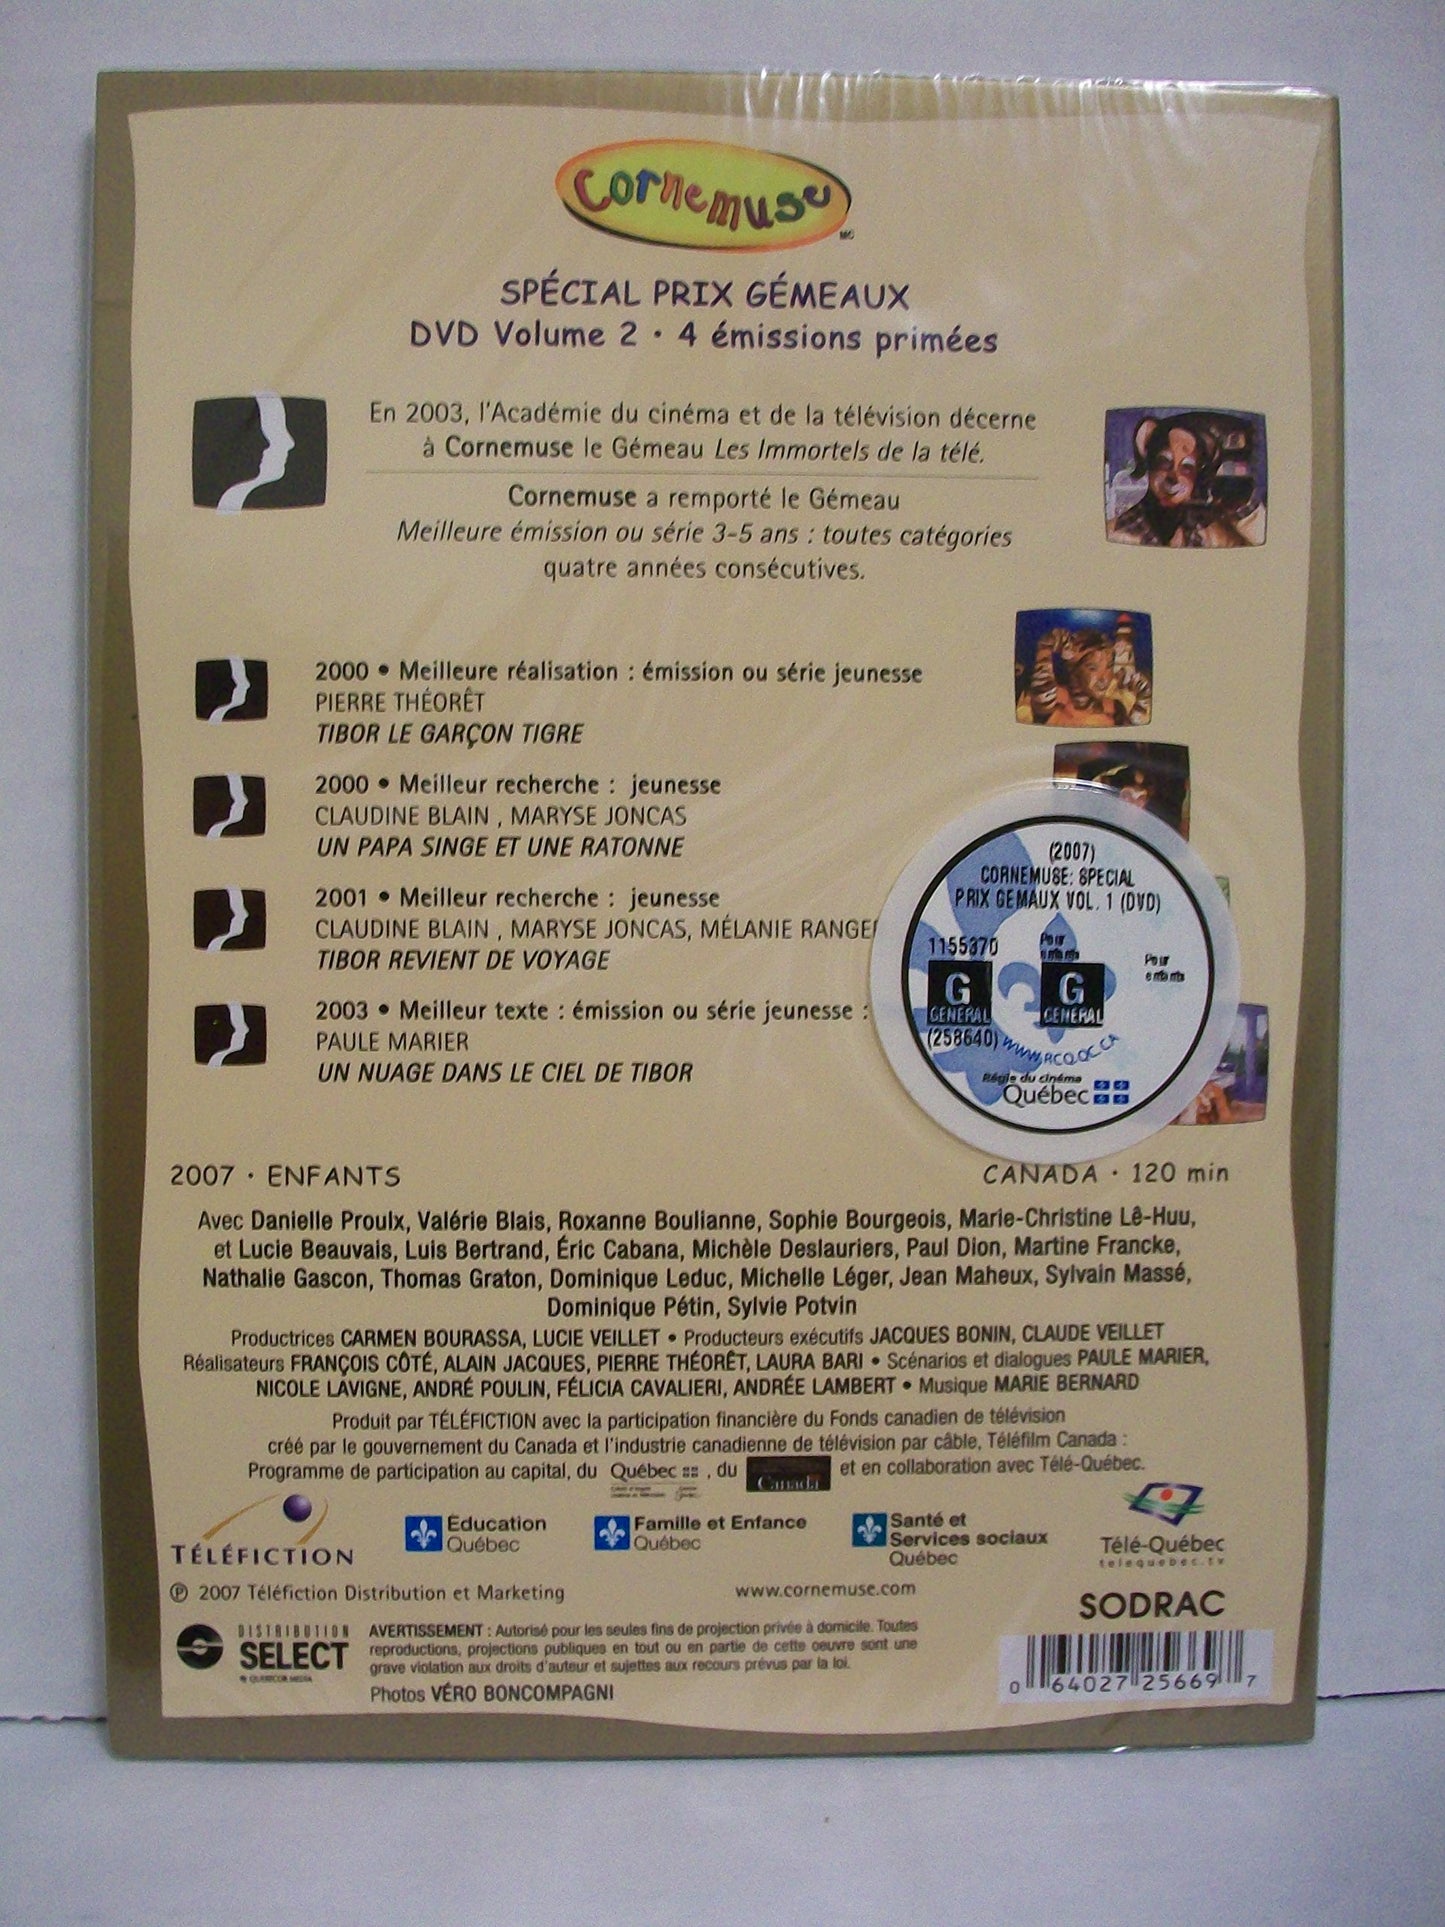 Cornemuse
MC
SPÉCIAL PRIX GÉMEAUX
DVD Volume 2 • 4 émissions primées
En 2003, l'Académie du cinéma et de la télévision décerne
à Cornemuse le Gémeau Les Immortels de la télé.
Cornemuse a remporté le Gémeau
Meilleure émission ou série 3-5 ans : toutes catégories
quatre années consécutives.
2000 • Meilleure réalisation : émission ou série jeunesse
PIERRE THÉORÊT
TIBOR LE GARÇON TIGRE
2000 • Meilleur recherche : jeunesse
CLAUDINE BLAIN , MARYSE JONCAS
UN PAPA SINGE ET UNE RATONNE
2001 • Meilleur recherche : jeunesse
CLAUDINE BLAIN , MARYSE JONCAS, MÉLANIE RANGER
TIBOR REVIENT DE VOYAGE
2003 • Meilleur texte : émission ou série jeunesse :
PAULE MARIER
UN NUAGE DANS LE CIEL DE TIBOR
(2007)
CORNEMUSE: SPECIAL
PRIX GEMAUX VOL. 1 (DVD)
1155370
Pour enfants
Pour enfants
G
GENERAL
G
GENERAL
(258640)
WWW.RCQ.QC.CA
Régie du cinéma
Québec
2007 • ENFANTS
CANADA • 120 min
Avec Danielle Proulx, Valérie Blais, Roxanne Boulianne, Sophie Bourgeois, Marie-Christine Lê-Huu,
et Lucie Beauvais, Luis Bertrand, Éric Cabana, Michèle Deslauriers, Paul Dion, Martine Francke,
Nathalie Gascon, Thomas Graton, Dominique Leduc, Michelle Léger, Jean Maheux, Sylvain Massé,
Dominique Pétin, Sylvie Potvin
Productrices CARMEN BOURASSA, LUCIE VEILLET • Producteurs exécutifs JACQUES BONIN, CLAUDE VEILLET
Réalisateurs FRANÇOIS CÔTÉ, ALAIN JACQUES, PIERRE THÉORÊT, LAURA BARI • Scénarios et dialogues PAULE MARIER,
NICOLE LAVIGNE, ANDRÉ POULIN, FÉLICIA CAVALIERI, ANDRÉE LAMBERT • Musique MARIE BERNARD
Produit par TÉLÉFICTION avec la participation financière du Fonds canadien de télévision
créé par le gouvernement du Canada et l'industrie canadienne de télévision par câble, Téléfilm Canada :
Programme de participation au capital, du Québec , du Canada et en collaboration avec Télé-Québec.
TÉLÉFICTION
Éducation
Québec
Famille et Enfance
Québec
Santé et
Services sociaux
Québec
Télé-Québec
telequebec.tv
℗ 2007 Téléfiction Distribution et Marketing
www.cornemuse.com
SODRAC
DISTRIBUTION
SELECT
QUEBECOR MEDIA
AVERTISSEMENT : Autorisé pour les seules fins de projection privée à domicile. Toutes
reproductions, projections publiques en tout ou en partie de cette oeuvre sont une
grave violation aux droits d'auteur et sujettes aux recours prévus par la loi.
Photos VÉRO BONCOMPAGNI
0 64027 25669 7